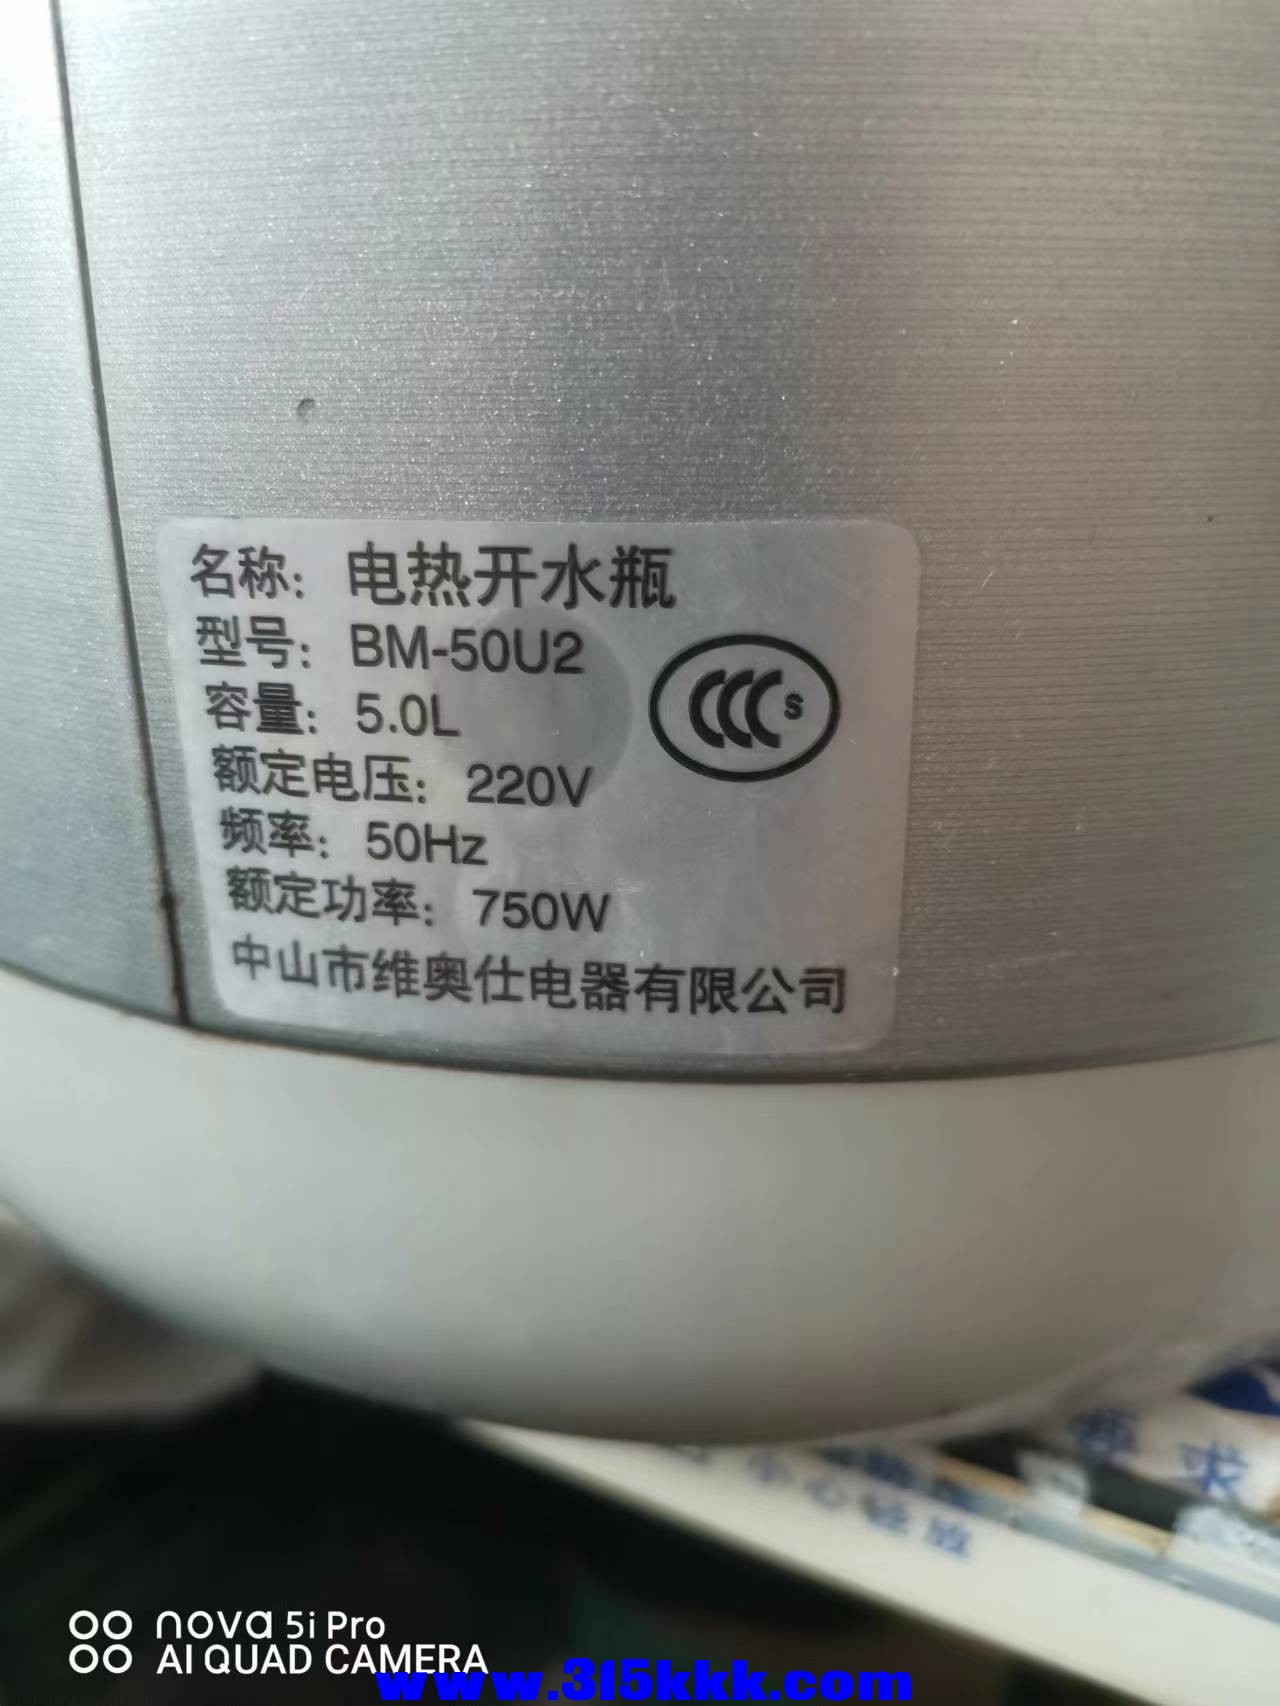 名称：电热开水瓶
型号：BM-50U2
容量：5.0L
CCC S
额定电压：220V
频率：50Hz
额定功率：750W
中山市维奥仕电器有限公司
求
nova 5i Pro
AI QUAD CAMERA
www.315kkk.com